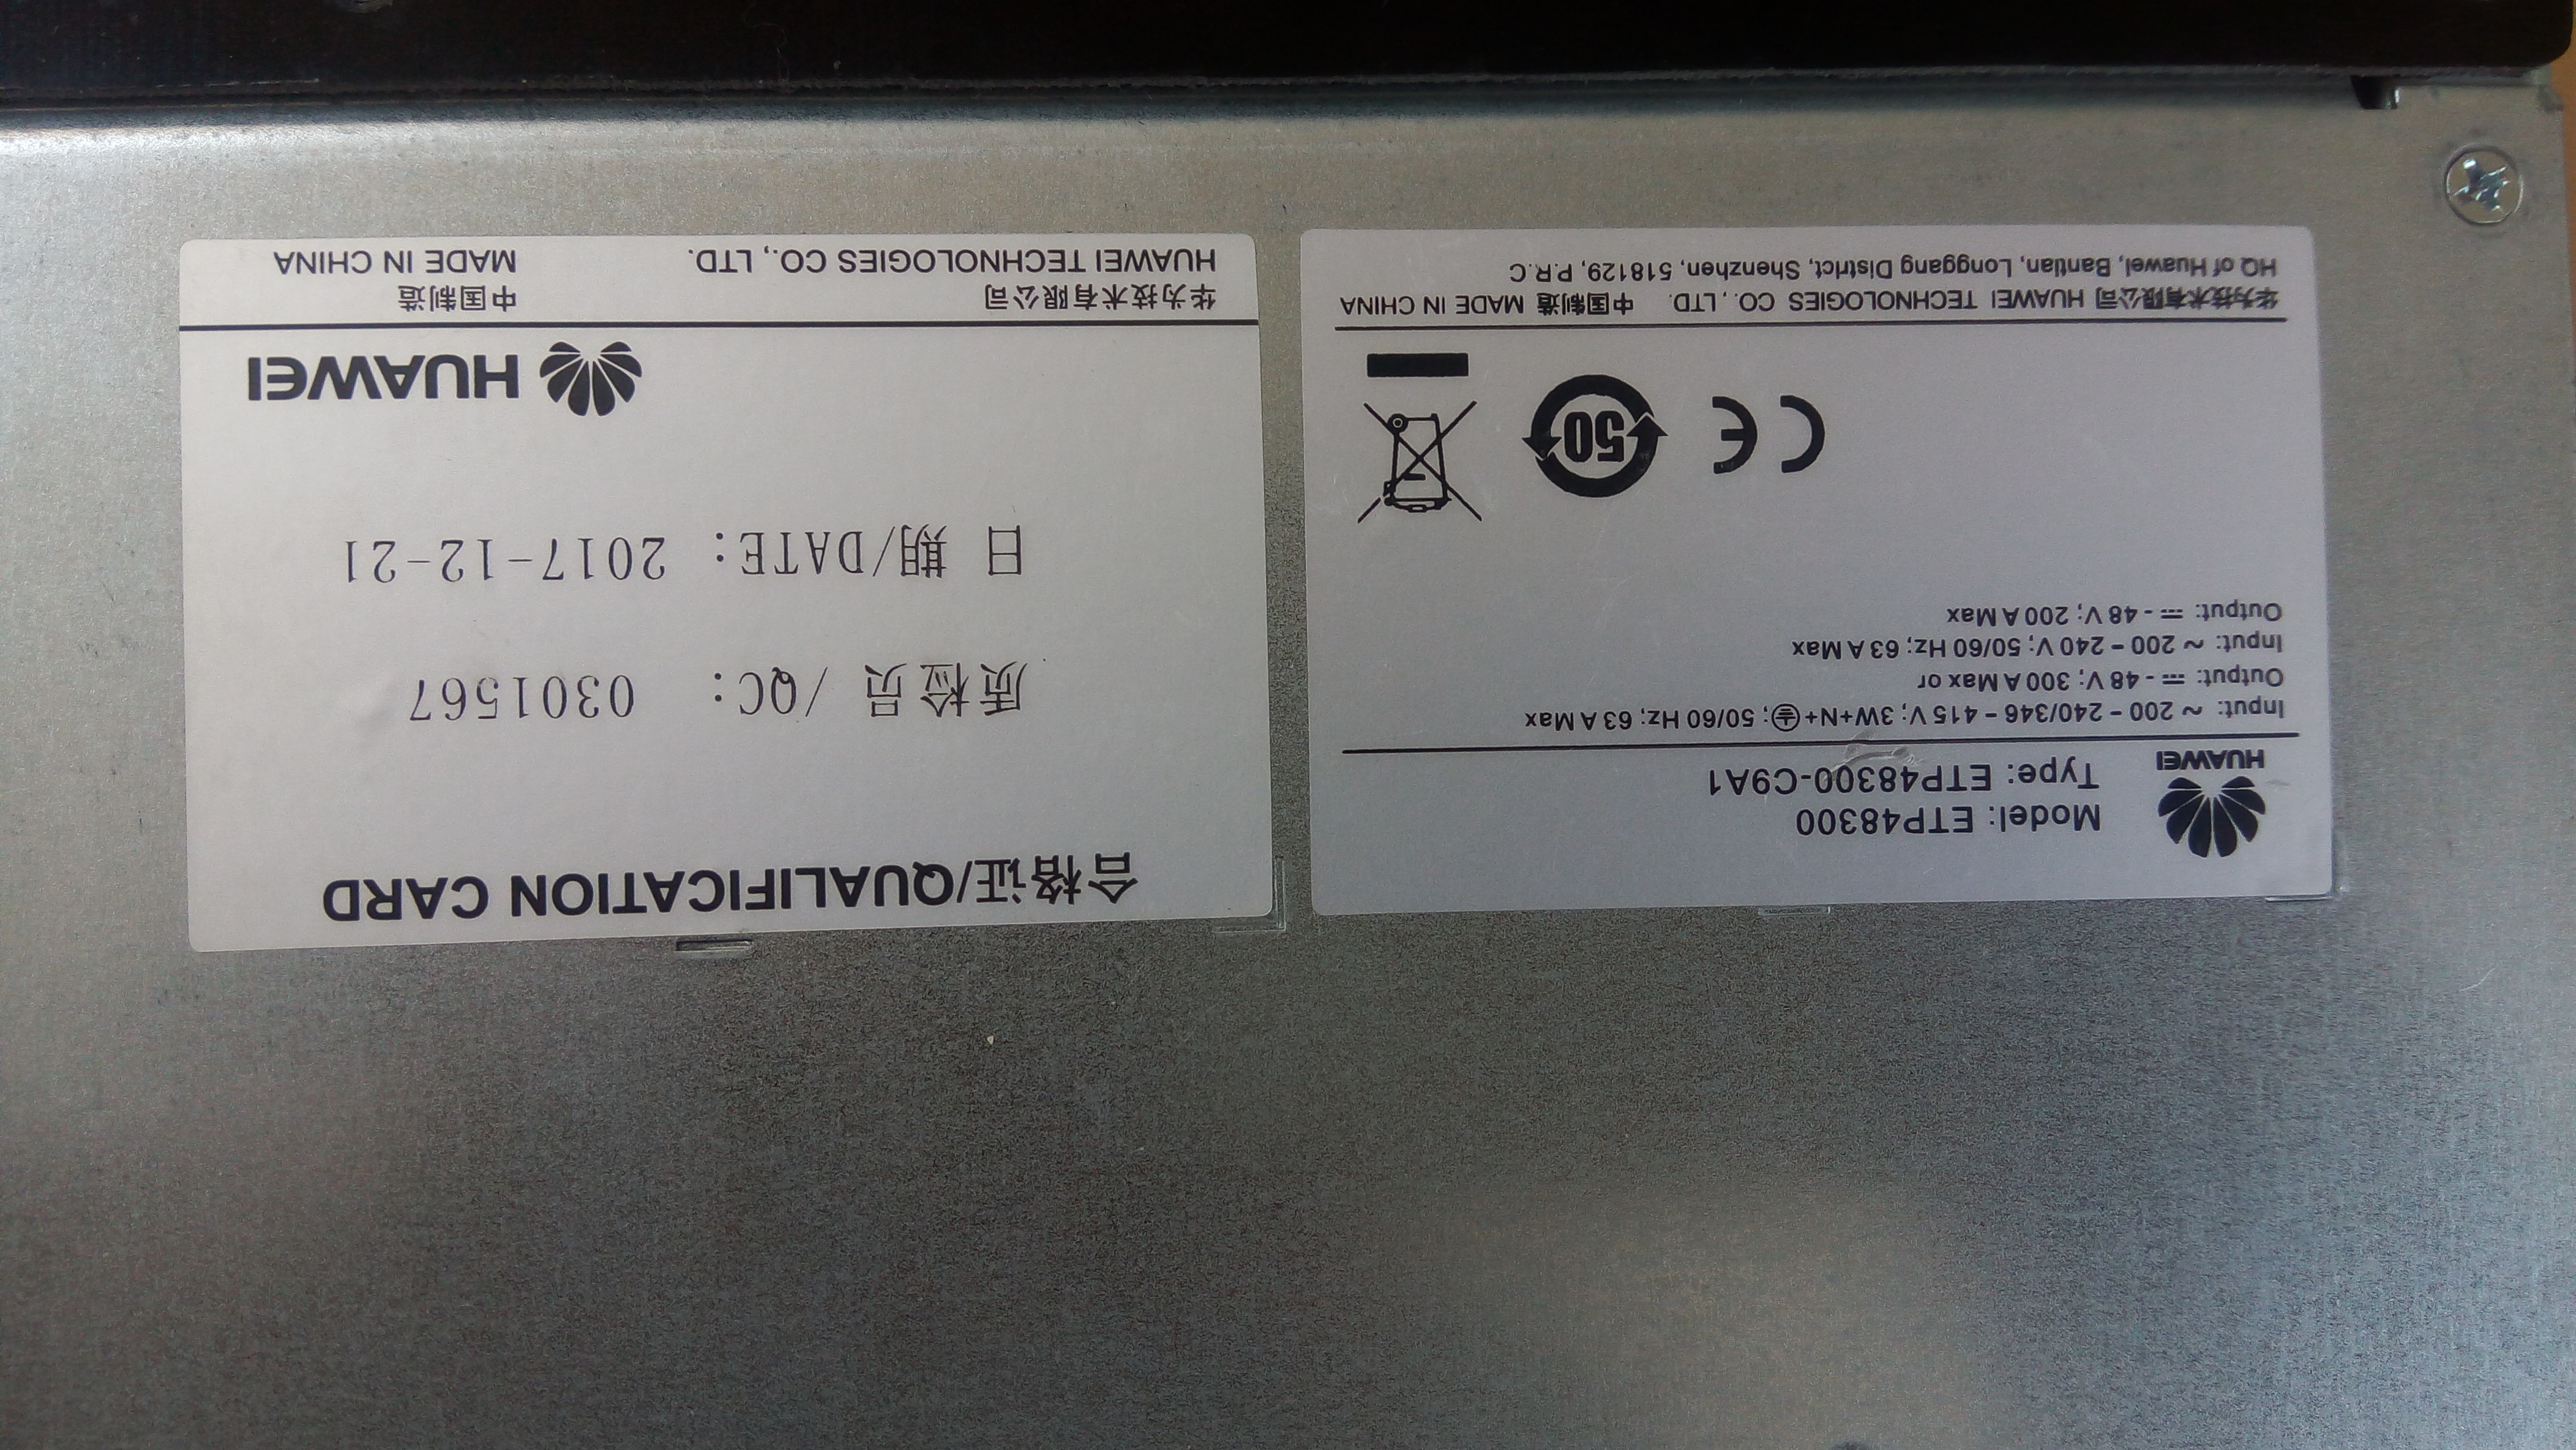 HUAWEI
Model: ETP48300
Type: ETP48300-C9A1
Input: ~ 200 - 240/346 - 415 V; 3W+N+⏚; 50/60 Hz; 63 A Max
Output: ⎓ - 48 V; 300 A Max or
Input: ~ 200 - 240 V; 50/60 Hz; 63 A Max
Output: ⎓ - 48 V; 200 A Max
CE 50
华为技术有限公司 HUAWEI TECHNOLOGIES CO., LTD. 中国制造 MADE IN CHINA
HQ of Huawei, Bantian, Longgang District, Shenzhen, 518129, P.R.C
合格证/QUALIFICATION CARD
质检员 /QC: 0301567
日 期/DATE: 2017-12-21
HUAWEI
华为技术有限公司 中国制造
HUAWEI TECHNOLOGIES CO., LTD. MADE IN CHINA